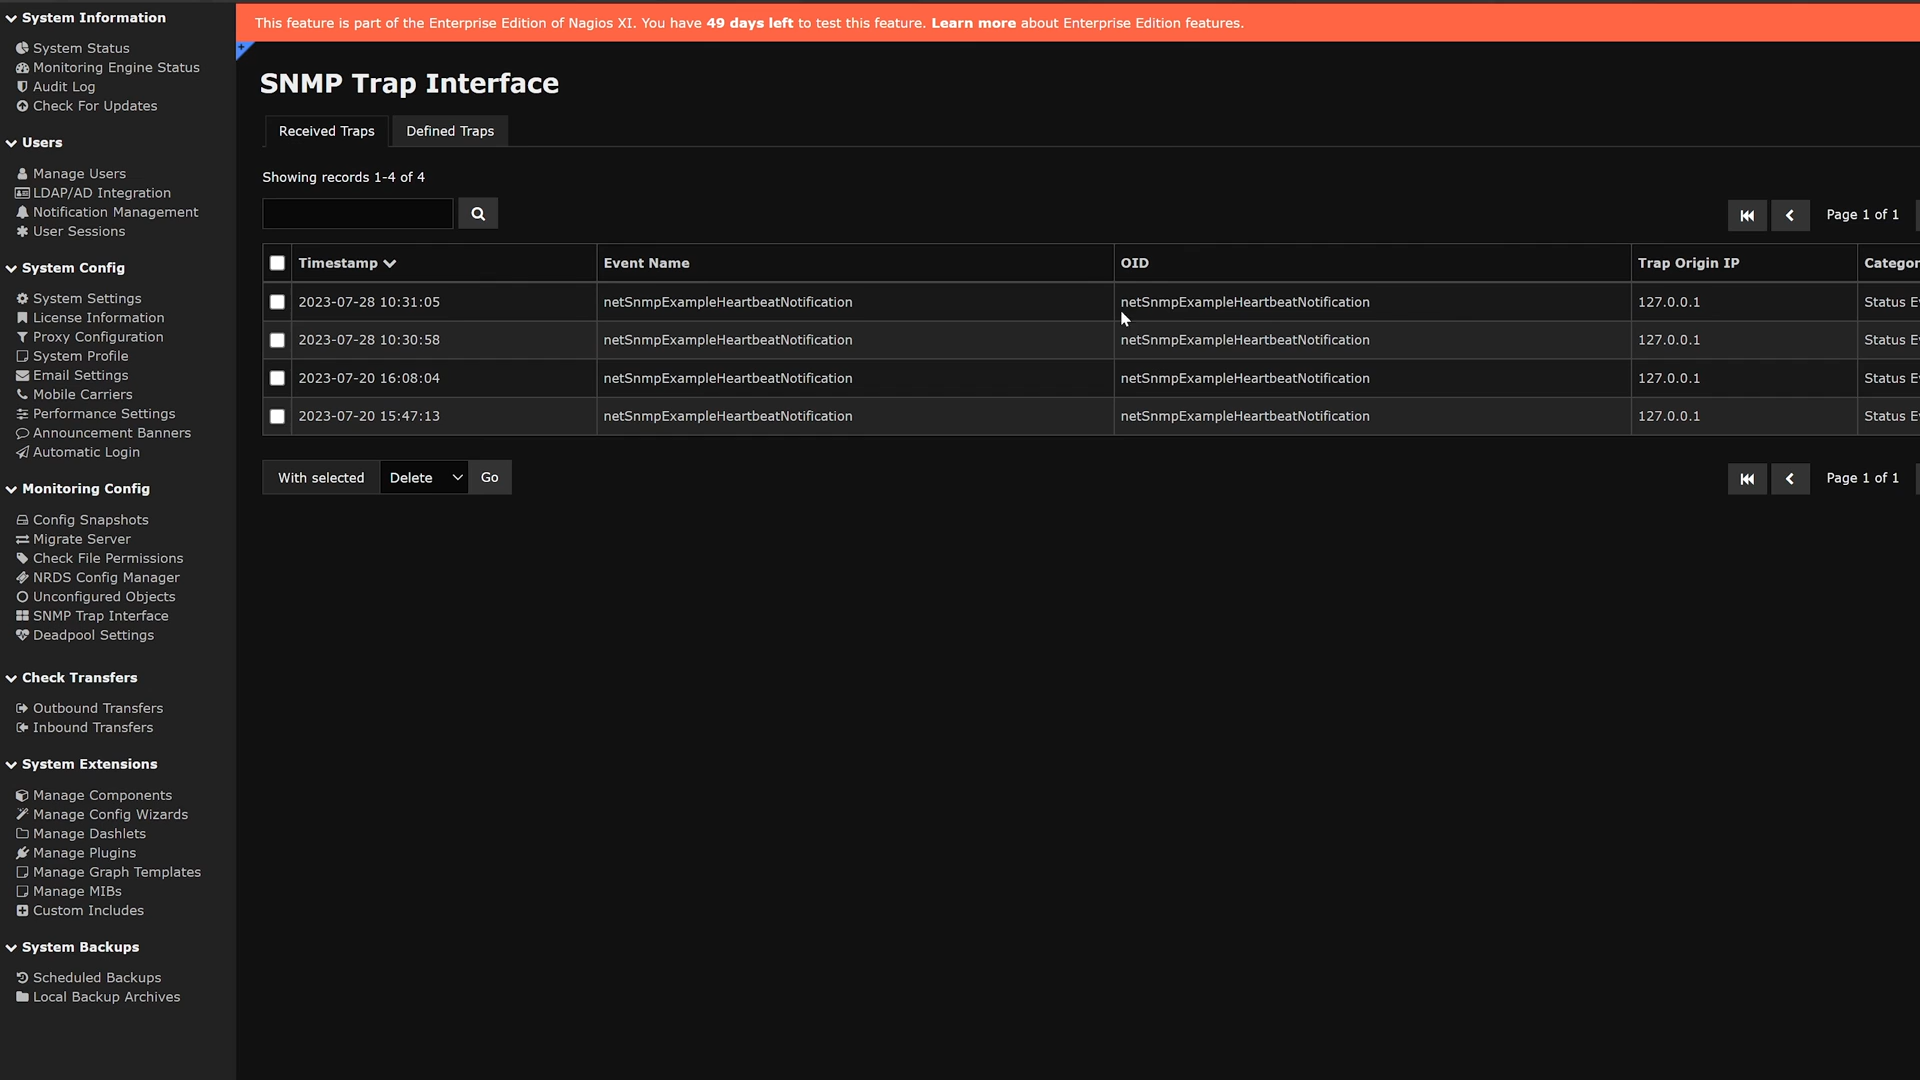 System Information
System Status
Monitoring Engine Status
Audit Log
Check For Updates
Users
Manage Users
LDAP/AD Integration
Notification Management
User Sessions
System Config
System Settings
License Information
Proxy Configuration
System Profile
Email Settings
Mobile Carriers
Performance Settings
Announcement Banners
Automatic Login
Monitoring Config
Config Snapshots
Migrate Server
Check File Permissions
NRDS Config Manager
Unconfigured Objects
SNMP Trap Interface
Deadpool Settings
Check Transfers
Outbound Transfers
Inbound Transfers
System Extensions
Manage Components
Manage Config Wizards
Manage Dashlets
Manage Plugins
Manage Graph Templates
Manage MIBs
Custom Includes
System Backups
Scheduled Backups
Local Backup Archives
This feature is part of the Enterprise Edition of Nagios XI. You have 49 days left to test this feature. Learn more about Enterprise Edition features.
SNMP Trap Interface
Received Traps Defined Traps
Showing records 1-4 of 4
Page 1 of 1
Timestamp Event Name OID Trap Origin IP Categor
2023-07-28 10:31:05 netSnmpExampleHeartbeatNotification netSnmpExampleHeartbeatNotification 127.0.0.1 Status E
2023-07-28 10:30:58 netSnmpExampleHeartbeatNotification netSnmpExampleHeartbeatNotification 127.0.0.1 Status E
2023-07-20 16:08:04 netSnmpExampleHeartbeatNotification netSnmpExampleHeartbeatNotification 127.0.0.1 Status E
2023-07-20 15:47:13 netSnmpExampleHeartbeatNotification netSnmpExampleHeartbeatNotification 127.0.0.1 Status E
With selected Delete Go Page 1 of 1